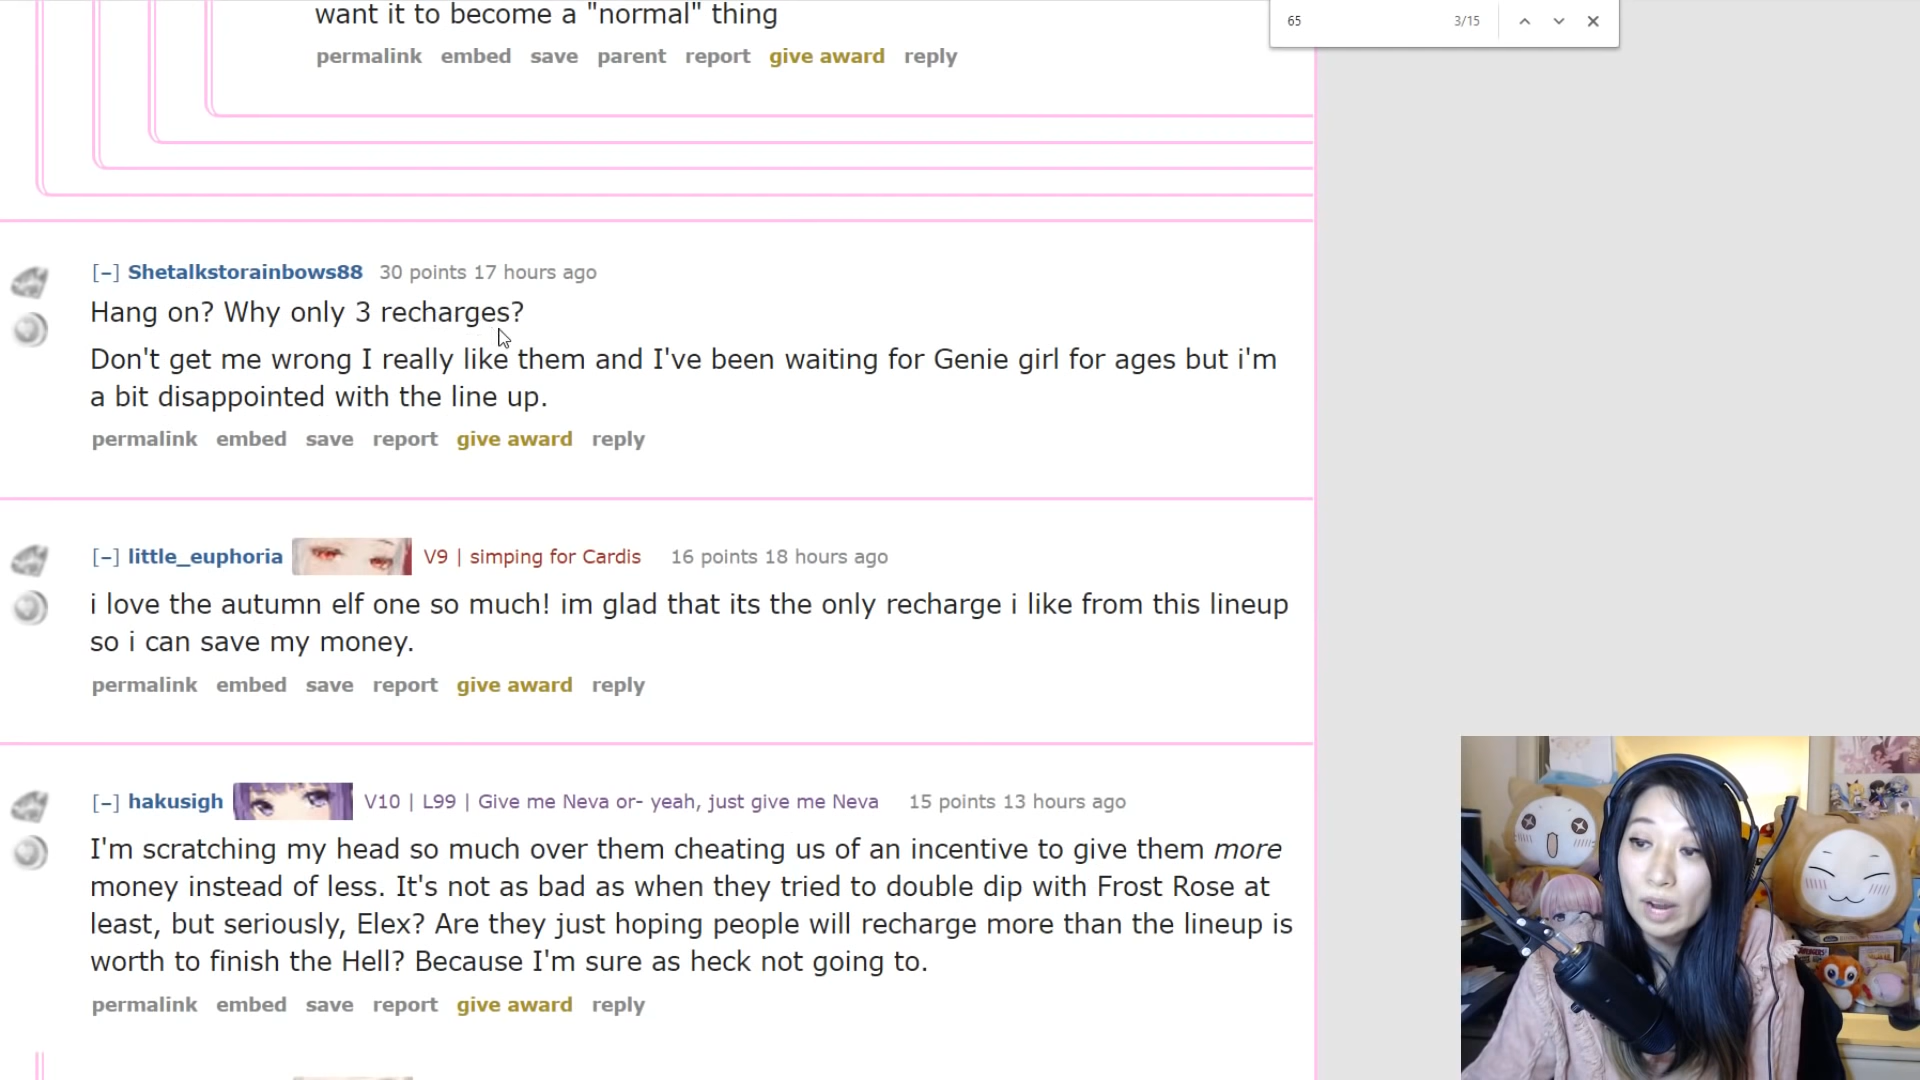 want it to become a "normal" thing
permalink embed save parent report give award reply
65 3/15
[–] Shetalkstorainbows88 30 points 17 hours ago
Hang on? Why only 3 recharges?
Don't get me wrong I really like them and I've been waiting for Genie girl for ages but i'm
a bit disappointed with the line up.
permalink embed save report give award reply
[–] little_euphoria V9 | simping for Cardis 16 points 18 hours ago
i love the autumn elf one so much! im glad that its the only recharge i like from this lineup
so i can save my money.
permalink embed save report give award reply
[–] hakusigh V10 | L99 | Give me Neva or- yeah, just give me Neva 15 points 13 hours ago
I'm scratching my head so much over them cheating us of an incentive to give them more
money instead of less. It's not as bad as when they tried to double dip with Frost Rose at
least, but seriously, Elex? Are they just hoping people will recharge more than the lineup is
worth to finish the Hell? Because I'm sure as heck not going to.
permalink embed save report give award reply